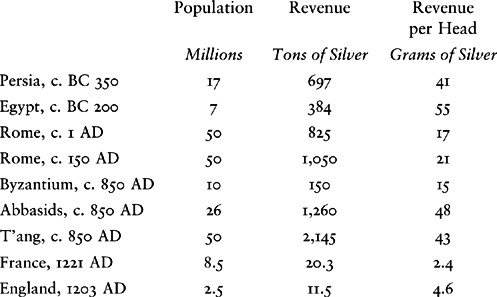 Population Revenue Revenue
per Head
Millions Tons of Silver Grams of Silver
Persia, c. BC 350 17 697 41
Egypt, c. BC 200 7 384 55
Rome, c. 1 AD 50 825 17
Rome, c. 150 AD 50 1,050 21
Byzantium, c. 850 AD 10 150 15
Abbasids, c. 850 AD 26 1,260 48
T'ang, c. 850 AD 50 2,145 43
France, 1221 AD 8.5 20.3 2.4
England, 1203 AD 2.5 11.5 4.6